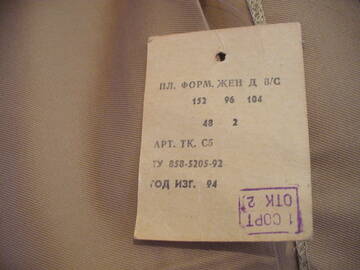 ПЛ. ФОРМ. ЖЕН Д В/С
152 96 104
48 2
АРТ. ТК. С5
ТУ 858-5205-92
ГОД ИЗГ. 94
1 СОРТ
ОТК 2